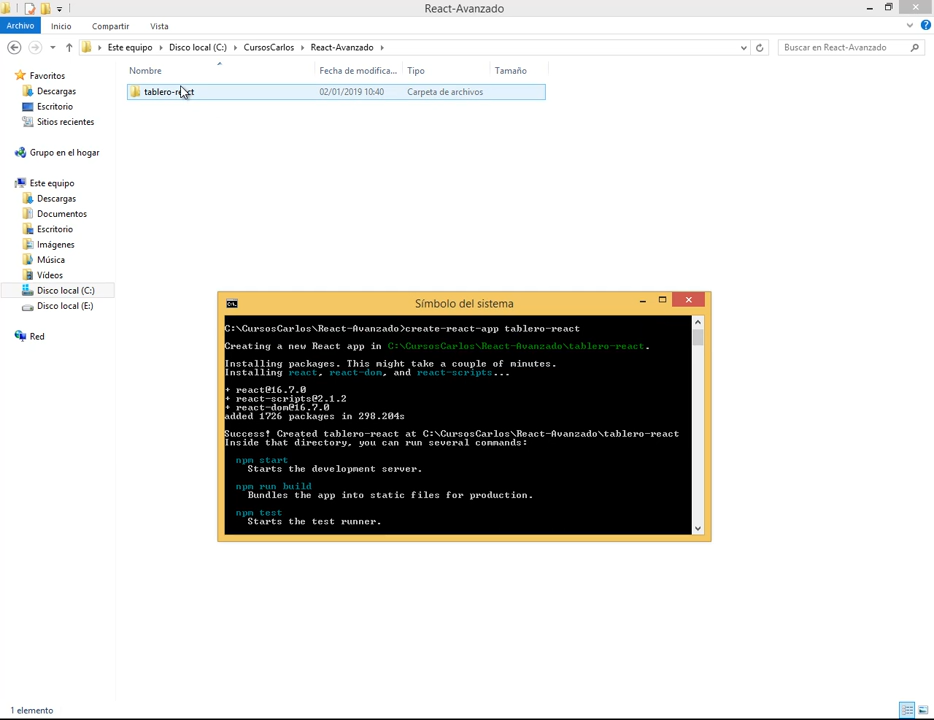 React-Avanzado
Archivo Inicio Compartir Vista
Este equipo Disco local (C:) CursosCarlos React-Avanzado
Buscar en React-Avanzado
Nombre Fecha de modifica... Tipo Tamaño
tablero-react 02/01/2019 10:40 Carpeta de archivos
Favoritos
Descargas
Escritorio
Sitios recientes
Grupo en el hogar
Este equipo
Descargas
Documentos
Escritorio
Imágenes
Música
Vídeos
Disco local (C:)
Disco local (E:)
Red
Símbolo del sistema
C:\CursosCarlos\React-Avanzado>create-react-app tablero-react
Creating a new React app in C:\CursosCarlos\React-Avanzado\tablero-react.
Installing packages. This might take a couple of minutes.
Installing react, react-dom, and react-scripts...
+ react@16.7.0
+ react-scripts@2.1.2
+ react-dom@16.7.0
added 1726 packages in 298.204s
Success! Created tablero-react at C:\CursosCarlos\React-Avanzado\tablero-react
Inside that directory, you can run several commands:
npm start
Starts the development server.
npm run build
Bundles the app into static files for production.
npm test
Starts the test runner.
1 elemento